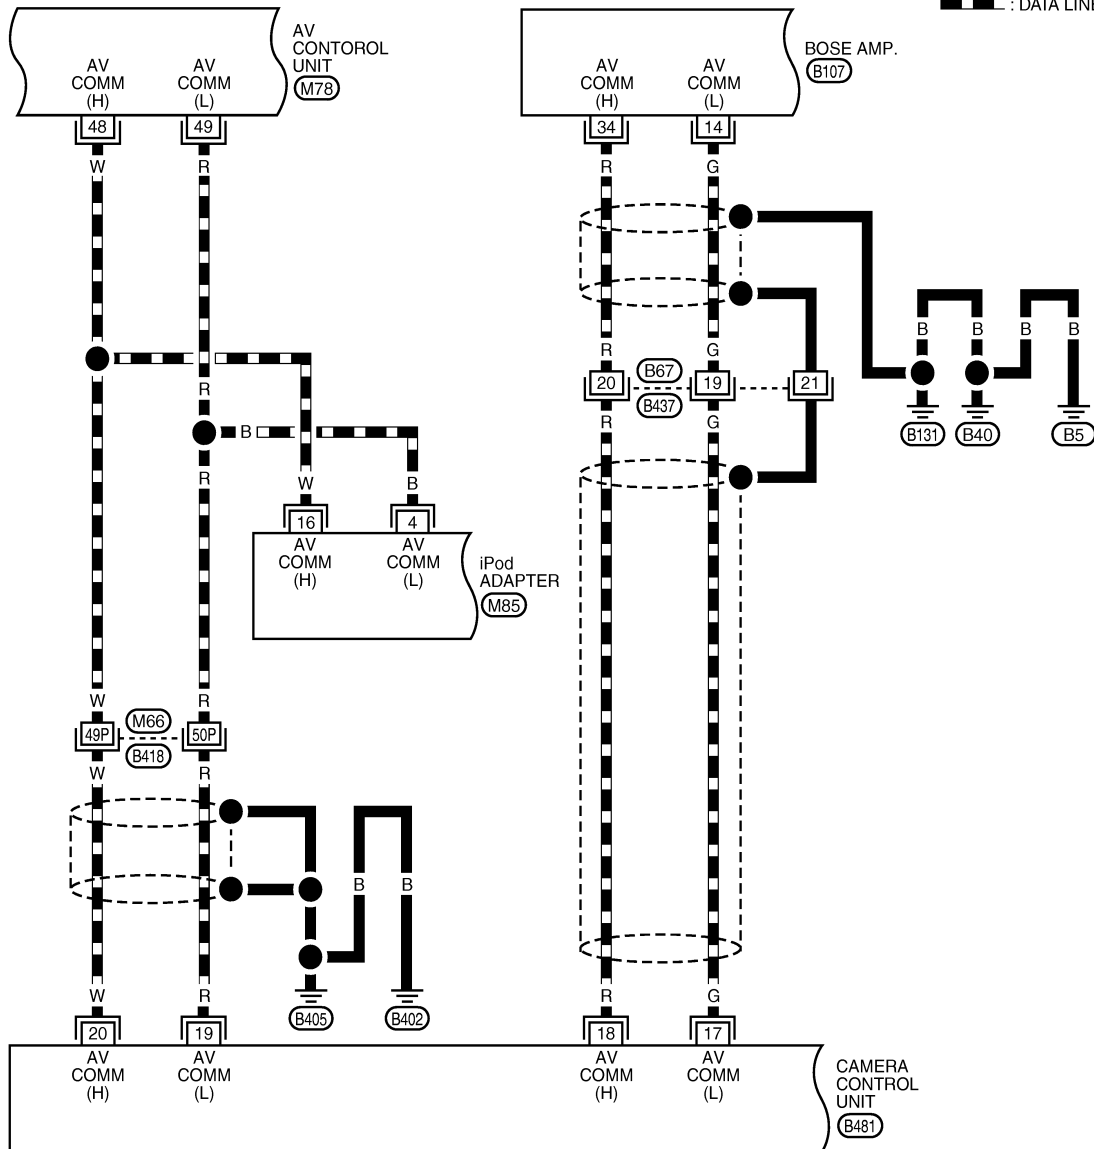 : DATA LINE
AV
CONTOROL
UNIT
M78
AV
COMM
(H)
AV
COMM
(L)
48
49
W
R
BOSE AMP.
B107
AV
COMM
(H)
AV
COMM
(L)
34
14
R
G
B
B
B
B
R
G
20
B67
19
21
B437
R
G
B131
B40
B5
R
B
R
W
B
16
4
AV
COMM
(H)
AV
COMM
(L)
iPod
ADAPTER
M85
W
R
49P
M66
50P
B418
W
R
B
B
W
R
B405
B402
R
G
20
19
18
17
AV
COMM
(H)
AV
COMM
(L)
AV
COMM
(H)
AV
COMM
(L)
CAMERA
CONTROL
UNIT
B481